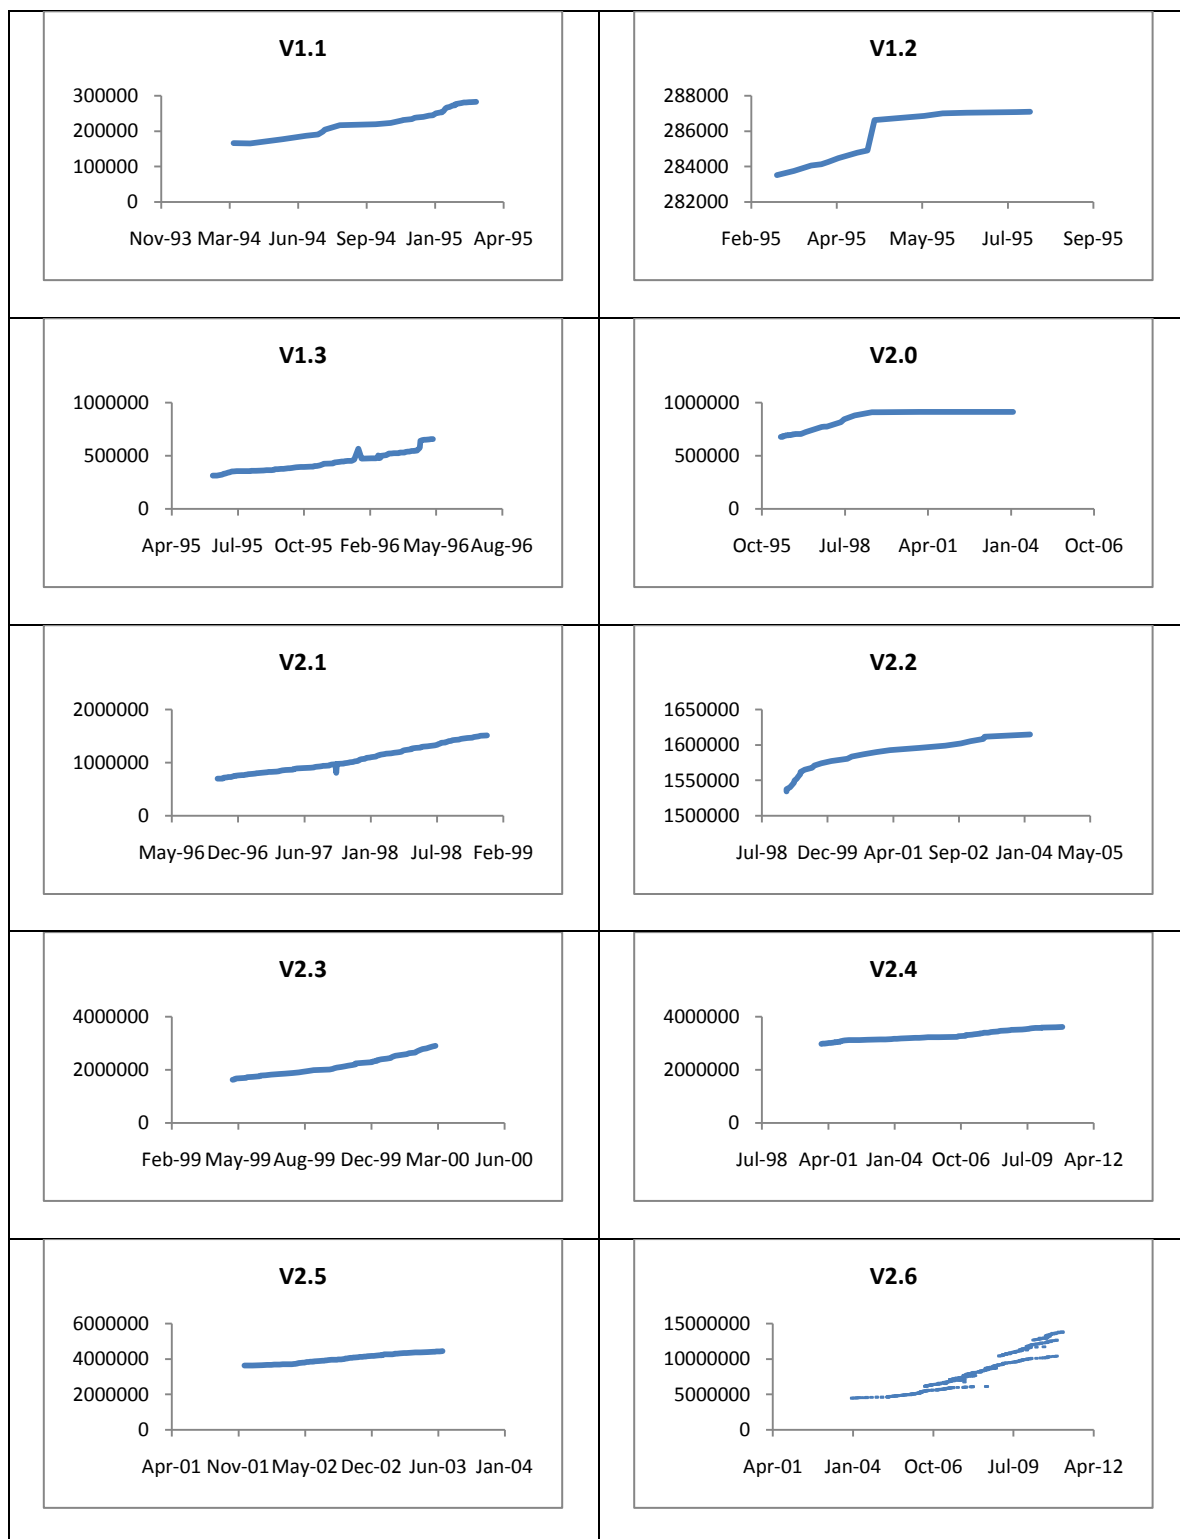 V1.1
300000
200000
100000
0
Nov-93 Mar-94 Jun-94 Sep-94 Jan-95 Apr-95
V1.2
288000
286000
284000
282000
Feb-95 Apr-95 May-95 Jul-95 Sep-95
V1.3
1000000
500000
0
Apr-95 Jul-95 Oct-95 Feb-96 May-96 Aug-96
V2.0
1000000
500000
0
Oct-95 Jul-98 Apr-01 Jan-04 Oct-06
V2.1
2000000
1000000
0
May-96 Dec-96 Jun-97 Jan-98 Jul-98 Feb-99
V2.2
1650000
1600000
1550000
1500000
Jul-98 Dec-99 Apr-01 Sep-02 Jan-04 May-05
V2.3
4000000
2000000
0
Feb-99 May-99 Aug-99 Dec-99 Mar-00 Jun-00
V2.4
4000000
2000000
0
Jul-98 Apr-01 Jan-04 Oct-06 Jul-09 Apr-12
V2.5
6000000
4000000
2000000
0
Apr-01 Nov-01 May-02 Dec-02 Jun-03 Jan-04
V2.6
15000000
10000000
5000000
0
Apr-01 Jan-04 Oct-06 Jul-09 Apr-12